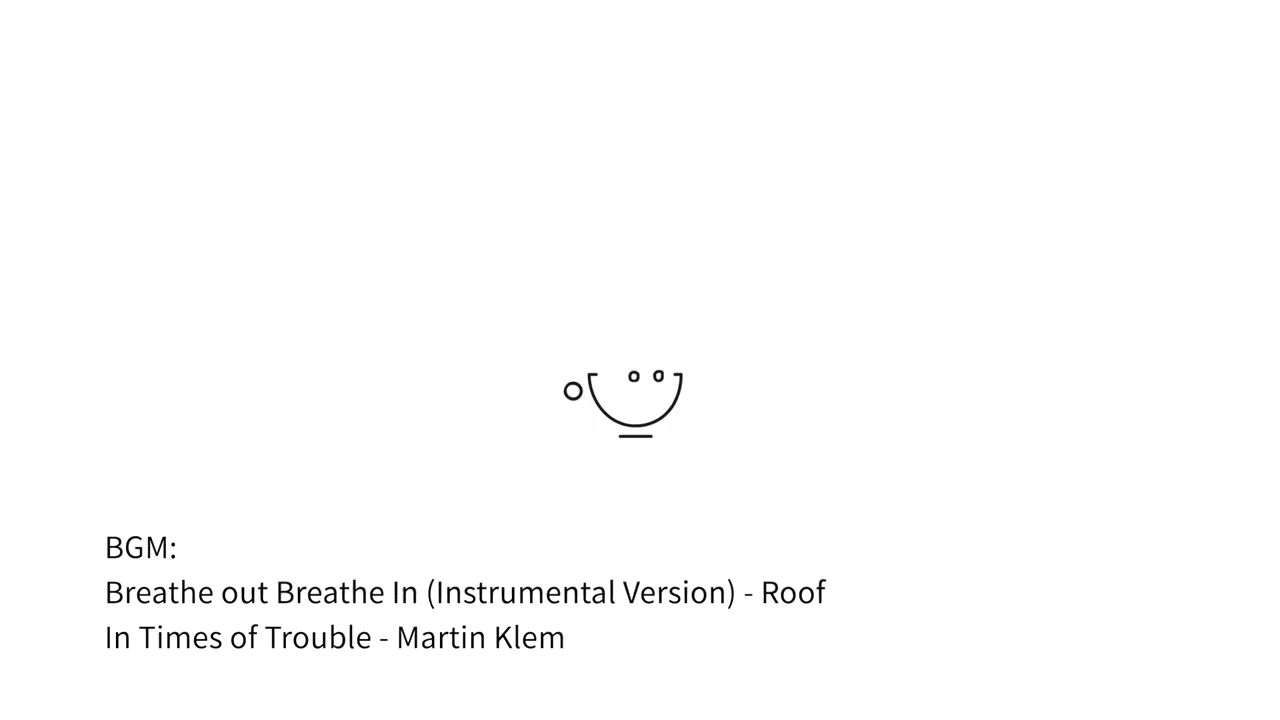 BGM:
Breathe out Breathe In (Instrumental Version) - Roof
In Times of Trouble - Martin Klem